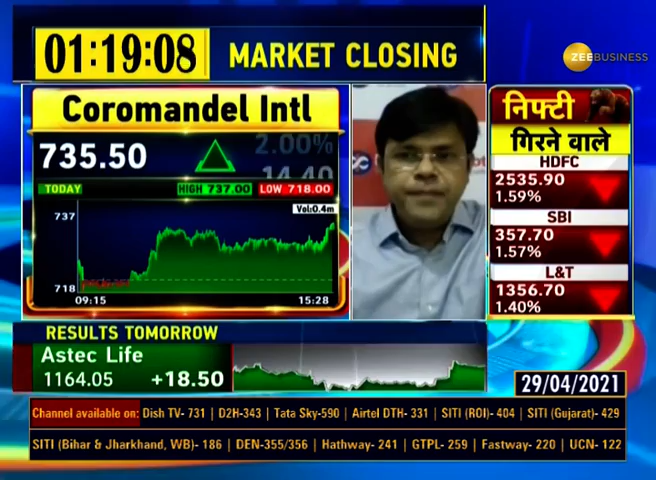 01:19:08 MARKET CLOSING
ZEEBUSINESS
Coromandel Intl
735.50
2.00%
14.40
TODAY
HIGH 737.00 LOW 718.00
Vol:0.4m
737
718
09:15 15:28
निफ्टी
गिरने वाले
HDFC
2535.90
1.59%
SBI
357.70
1.57%
L&T
1356.70
1.40%
RESULTS TOMORROW
Astec Life
1164.05 +18.50
29/04/2021
Channel available on: Dish TV- 731 | D2H-343 | Tata Sky-590 | Airtel DTH- 331 | SITI (ROI)- 404 | SITI (Gujarat)- 429
SITI (Bihar & Jharkhand, WB)- 186 | DEN-355/356 | Hathway- 241 | GTPL- 259 | Fastway- 220 | UCN- 122